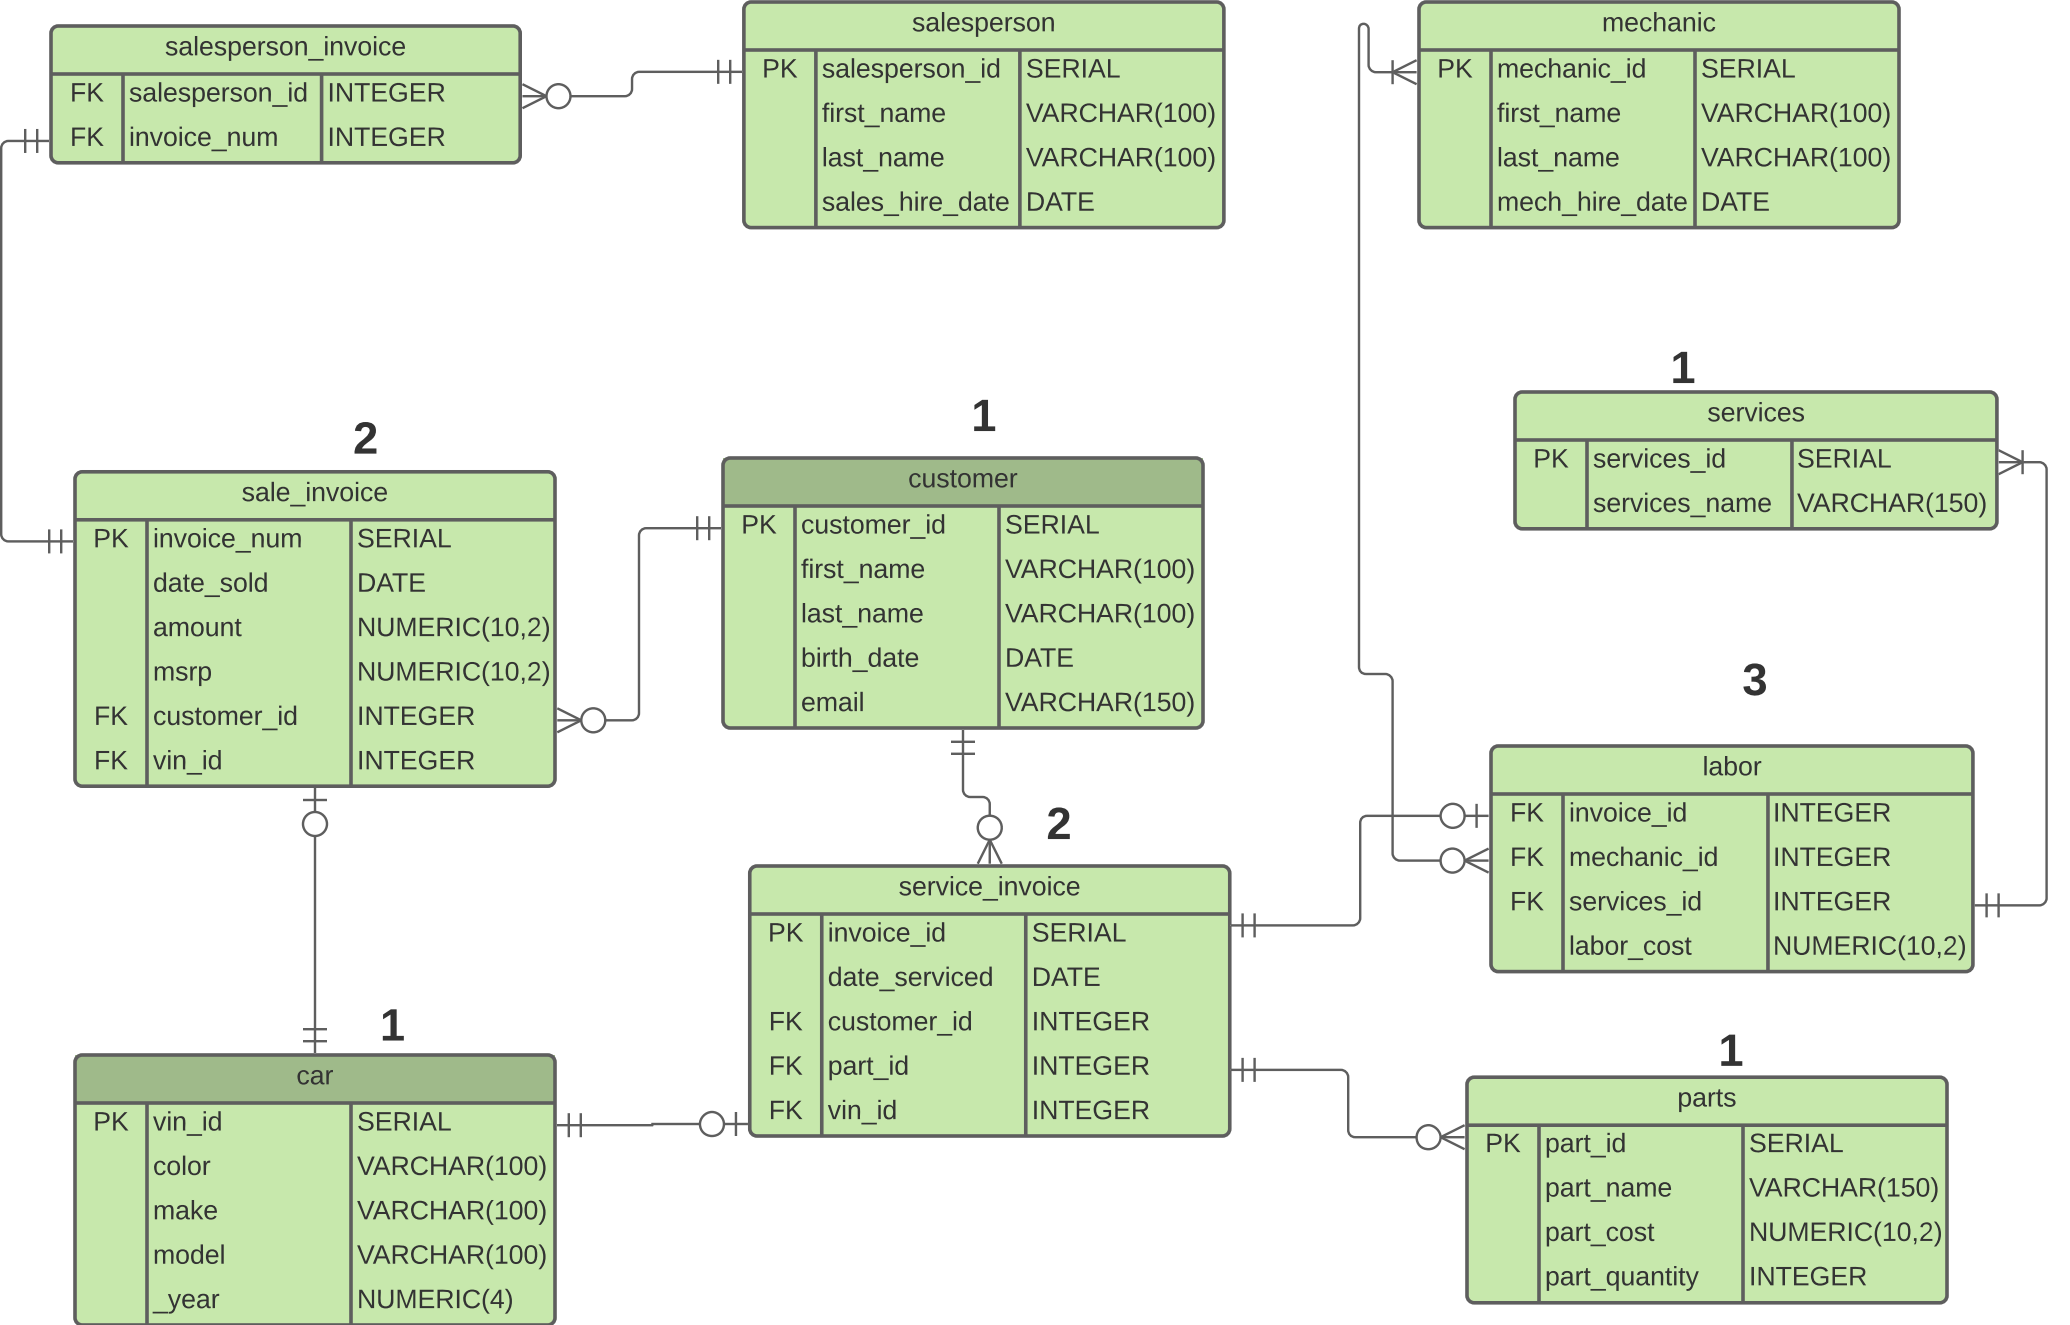 salesperson_invoice
FK salesperson_id INTEGER
FK invoice_num INTEGER
salesperson
PK salesperson_id SERIAL
first_name VARCHAR(100)
last_name VARCHAR(100)
sales_hire_date DATE
mechanic
PK mechanic_id SERIAL
first_name VARCHAR(100)
last_name VARCHAR(100)
mech_hire_date DATE
1
services
PK services_id SERIAL
services_name VARCHAR(150)
2
sale_invoice
PK invoice_num SERIAL
date_sold DATE
amount NUMERIC(10,2)
msrp NUMERIC(10,2)
FK customer_id INTEGER
FK vin_id INTEGER
1
customer
PK customer_id SERIAL
first_name VARCHAR(100)
last_name VARCHAR(100)
birth_date DATE
email VARCHAR(150)
3
labor
FK invoice_id INTEGER
FK mechanic_id INTEGER
FK services_id INTEGER
labor_cost NUMERIC(10,2)
2
service_invoice
PK invoice_id SERIAL
date_serviced DATE
FK customer_id INTEGER
FK part_id INTEGER
FK vin_id INTEGER
1
car
PK vin_id SERIAL
color VARCHAR(100)
make VARCHAR(100)
model VARCHAR(100)
_year NUMERIC(4)
1
parts
PK part_id SERIAL
part_name VARCHAR(150)
part_cost NUMERIC(10,2)
part_quantity INTEGER